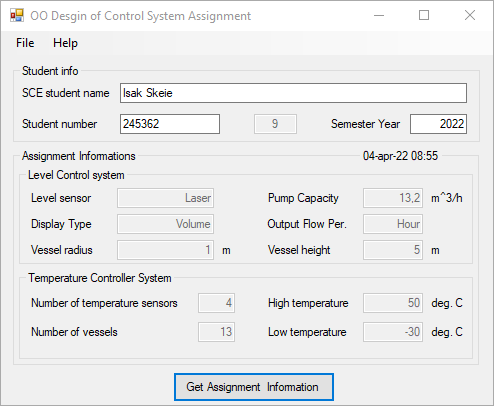 OO Desgin of Control System Assignment
File Help
Student info
SCE student name Isak Skeie
Student number 245362 9 Semester Year 2022
Assignment Informations 04-apr-22 08:55
Level Control system
Level sensor Laser Pump Capacity 13,2 m^3/h
Display Type Volume Output Flow Per. Hour
Vessel radius 1 m Vessel height 5 m
Temperature Controller System
Number of temperature sensors 4 High temperature 50 deg. C
Number of vessels 13 Low temperature -30 deg. C
Get Assignment Information